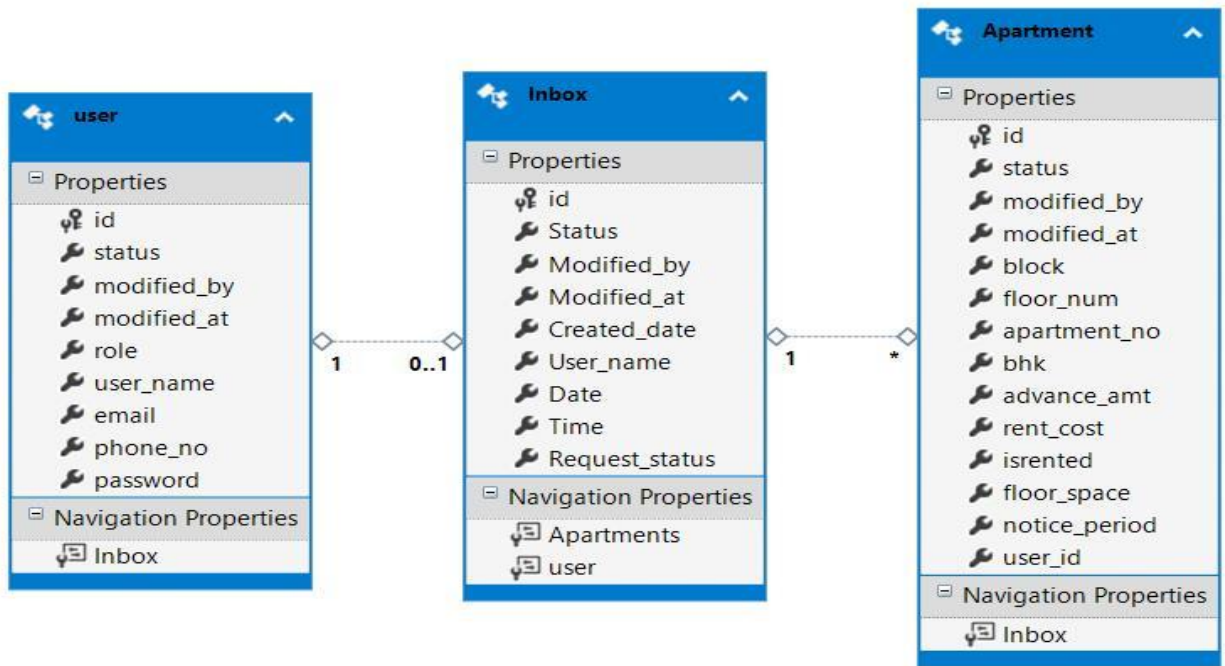 user
Properties
id
status
modified_by
modified_at
role
user_name
email
phone_no
password
Navigation Properties
Inbox
1
0..1
Inbox
Properties
id
Status
Modified_by
Modified_at
Created_date
User_name
Date
Time
Request_status
Navigation Properties
Apartments
user
1
*
Apartment
Properties
id
status
modified_by
modified_at
block
floor_num
apartment_no
bhk
advance_amt
rent_cost
isrented
floor_space
notice_period
user_id
Navigation Properties
Inbox